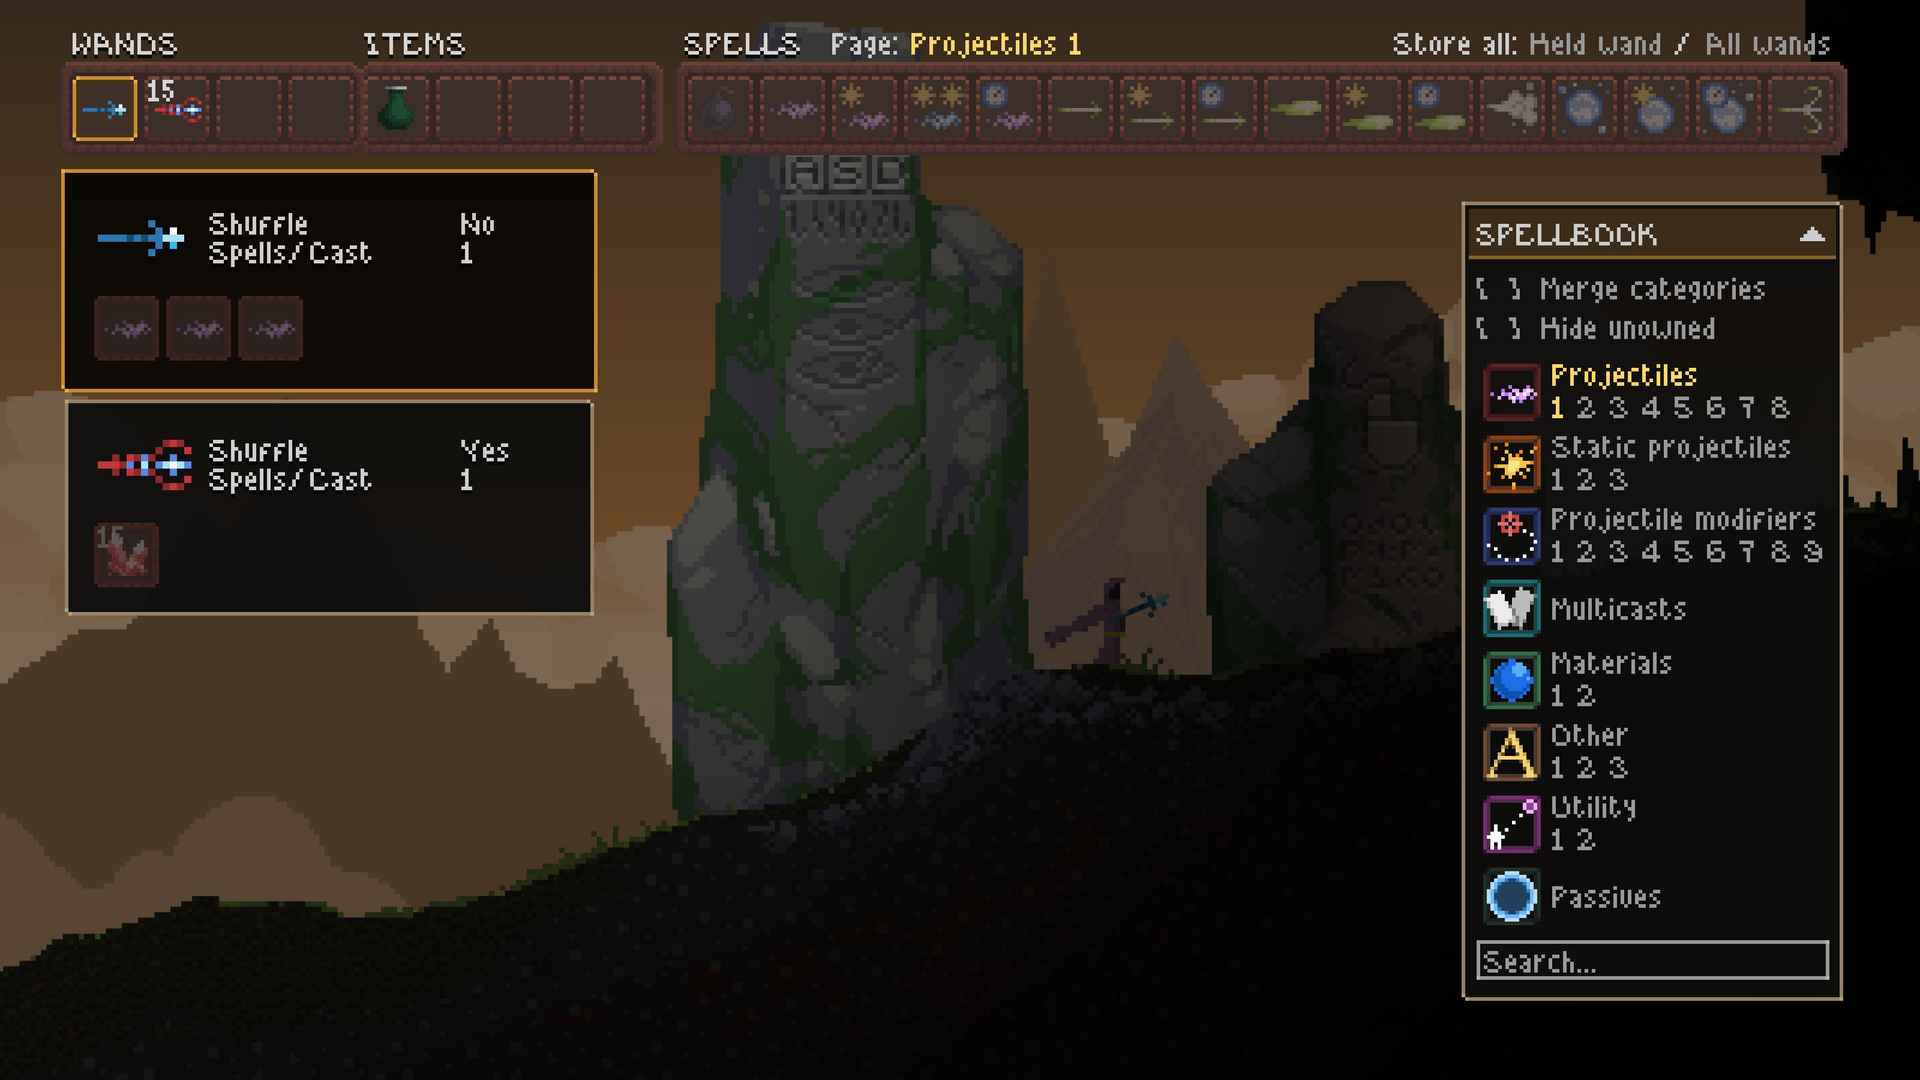 WANDS
ITEMS
SPELLS Page: Projectiles 1
Store all: Held wand / All wands
15
Shuffle No
Spells/Cast 1
Shuffle Yes
Spells/Cast 1
15
ASC
SPELLBOOK
[ ] Merge categories
[ ] Hide unowned
Projectiles
1 2 3 4 5 6 7 8
Static projectiles
1 2 3
Projectile modifiers
1 2 3 4 5 6 7 8 9
Multicasts
Materials
1 2
Other
1 2 3
Utility
1 2
Passives
Search...